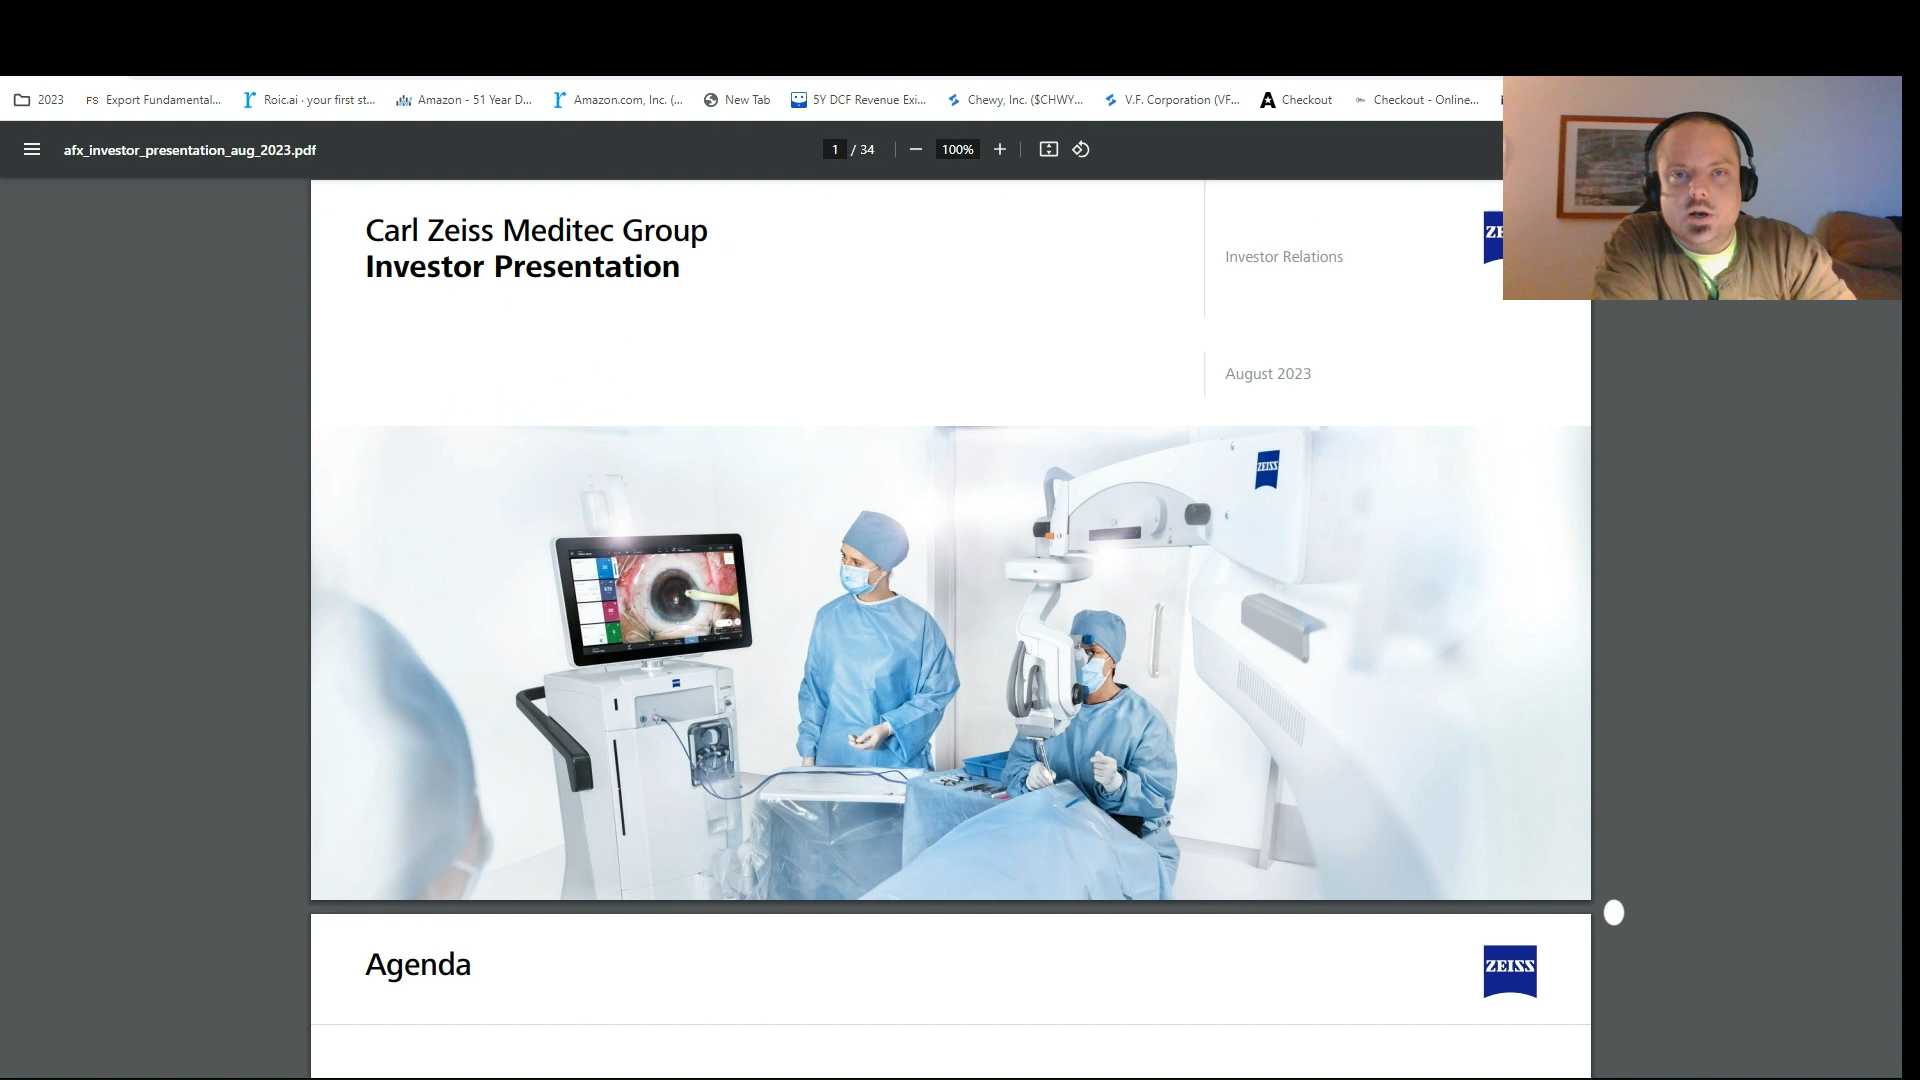 2023
FS Export Fundamental...
Roic.ai · your first st...
Amazon - 51 Year D...
Amazon.com, Inc. (...
New Tab
5Y DCF Revenue Exi...
Chewy, Inc. ($CHWY...
V.F. Corporation (VF...
Checkout
Checkout - Online...
afx_investor_presentation_aug_2023.pdf
1 / 34
100%
Carl Zeiss Meditec Group
Investor Presentation
Investor Relations
ZE
August 2023
ZEISS
Agenda
ZEISS